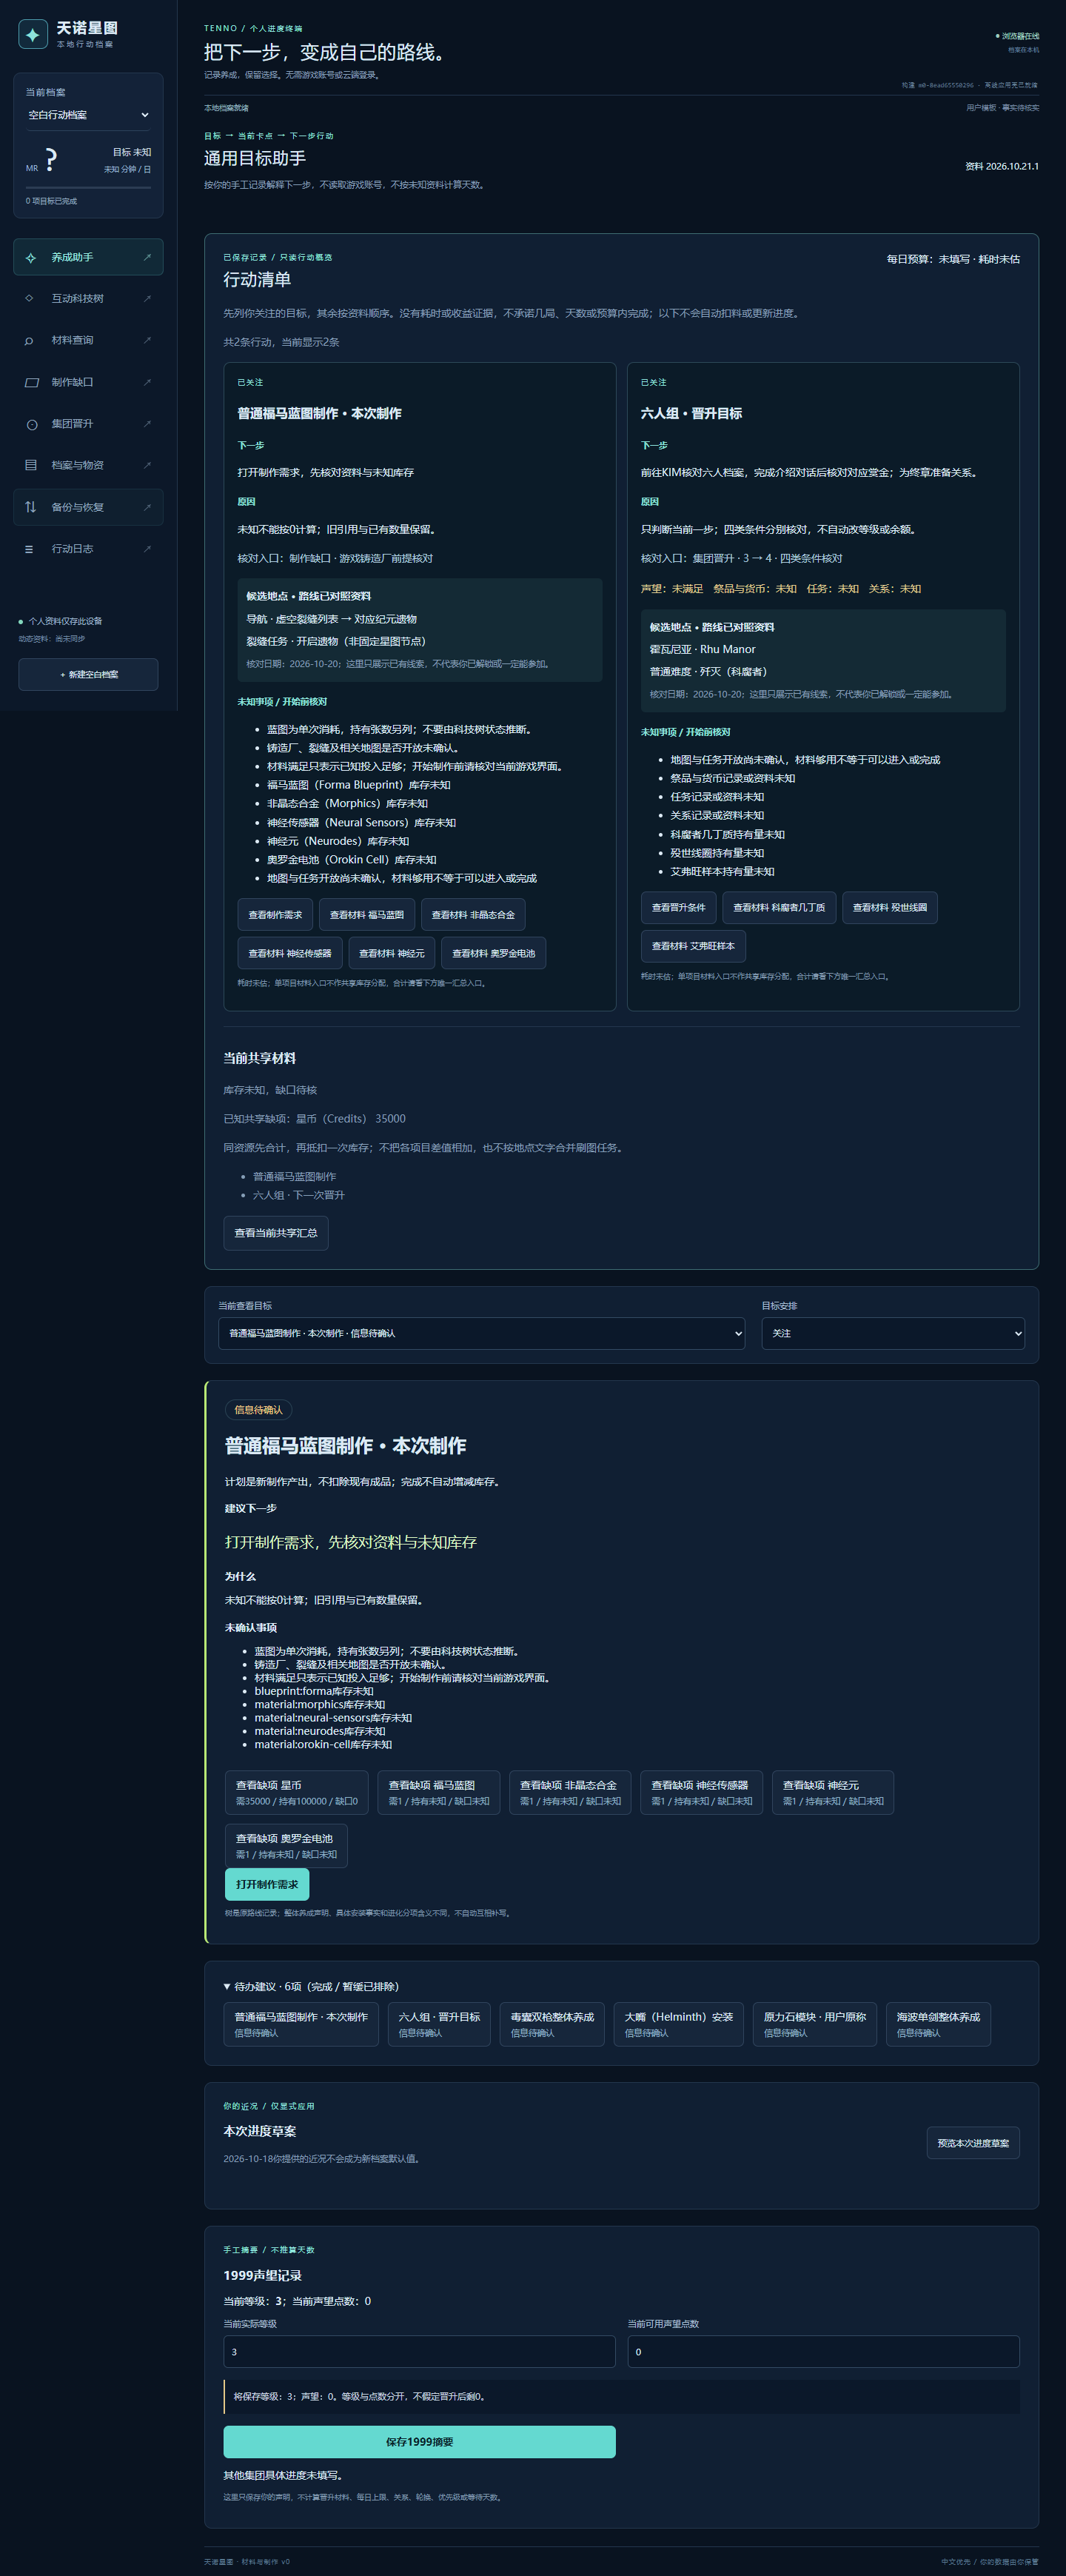 天诺星图
本地行动档案
当前档案
空白行动档案
MR ?
目标 未知
未知 分钟 / 日
0 项目标已完成
养成助手
互动科技树
材料查询
制作缺口
集团晋升
档案与物资
备份与恢复
行动日志
个人资料仅存此设备
动态资料：尚未同步
+ 新建空白档案
TENNO / 个人进度终端
把下一步，变成自己的路线。
记录养成，保留选择。无需游戏账号或云端登录。
浏览器在线
档案在本机
本地档案就绪
用户模板 · 事实待核实
目标 → 当前卡点 → 下一步行动
通用目标助手
按你的手工记录解释下一步，不读取游戏账号，不按未知资料计算天数。
资料 2026.10.21.1
已保存记录 / 只读行动概览
行动清单
每日预算：未填写 · 耗时未估
先列你关注的目标，其余按资料顺序。没有耗时或收益证据，不承诺几局、天数或预算内完成；以下不会自动扣料或更新进度。
共2条行动，当前显示2条
已关注
普通福马蓝图制作 · 本次制作
下一步
打开制作需求，先核对资料与未知库存
原因
未知不能按0计算；旧引用与已有数量保留。
核对入口：制作缺口 · 游戏铸造厂前提核对
候选地点 · 路线已对照资料
导航 · 虚空裂缝列表 → 对应纪元遗物
裂缝任务 · 开启遗物（非固定星图节点）
核对日期：2026-10-20；这里只展示已有线索，不代表你已解锁或一定能参加。
未知事项 / 开始前核对
蓝图为单次消耗，持有张数另列；不要由科技树状态推断。
铸造厂、裂缝及相关地图是否开放未确认。
材料满足只表示已知投入足够；开始制作前请核对当前游戏界面。
福马蓝图（Forma Blueprint）库存未知
非晶态合金（Morphics）库存未知
神经传感器（Neural Sensors）库存未知
神经元（Neurodes）库存未知
奥罗金电池（Orokin Cell）库存未知
地图与任务开放尚未确认，材料够用不等于可以进入或完成
查看制作需求
查看材料 福马蓝图
查看材料 非晶态合金
查看材料 神经传感器
查看材料 神经元
查看材料 奥罗金电池
耗时未估；单项目材料入口不作共享库存分配，合计请看下方唯一汇总入口。
已关注
六人组 · 晋升目标
下一步
前往KIM核对六人档案，完成介绍对话后核对对应赏金；为终章准备关系。
原因
只判断当前一步；四类条件分别核对，不自动改等级或余额。
核对入口：集团晋升 · 3 → 4 · 四类条件核对
声望：未满足 祭品与货币：未知 任务：未知 关系：未知
候选地点 · 路线已对照资料
霍瓦尼亚 · Rhu Manor
普通难度 · 歼灭（科腐者）
核对日期：2026-10-20；这里只展示已有线索，不代表你已解锁或一定能参加。
未知事项 / 开始前核对
地图与任务开放尚未确认，材料够用不等于可以进入或完成
祭品与货币记录或资料未知
任务记录或资料未知
关系记录或资料未知
科腐者几丁质持有量未知
殁世线圈持有量未知
艾弗旺样本持有量未知
查看晋升条件
查看材料 科腐者几丁质
查看材料 殁世线圈
查看材料 艾弗旺样本
耗时未估；单项目材料入口不作共享库存分配，合计请看下方唯一汇总入口。
当前共享材料
库存未知，缺口待核
已知共享缺项：星币（Credits） 35000
同资源先合计，再抵扣一次库存；不把各项目差值相加，也不按地点文字合并刷图任务。
普通福马蓝图制作
六人组 · 下一次晋升
查看当前共享汇总
当前查看目标
普通福马蓝图制作 · 本次制作 · 信息待确认
目标安排
关注
信息待确认
普通福马蓝图制作 · 本次制作
计划是新制作产出，不扣除现有成品；完成不自动增减库存。
建议下一步
打开制作需求，先核对资料与未知库存
为什么
未知不能按0计算；旧引用与已有数量保留。
未确认事项
蓝图为单次消耗，持有张数另列；不要由科技树状态推断。
铸造厂、裂缝及相关地图是否开放未确认。
材料满足只表示已知投入足够；开始制作前请核对当前游戏界面。
blueprint:forma库存未知
material:morphics库存未知
material:neural-sensors库存未知
material:neurodes库存未知
material:orokin-cell库存未知
查看缺项 星币
需35000 / 持有100000 / 缺口0
查看缺项 福马蓝图
需1 / 持有未知 / 缺口未知
查看缺项 非晶态合金
需1 / 持有未知 / 缺口未知
查看缺项 神经传感器
需1 / 持有未知 / 缺口未知
查看缺项 神经元
需1 / 持有未知 / 缺口未知
查看缺项 奥罗金电池
需1 / 持有未知 / 缺口未知
打开制作需求
树是原路线记录；整体养成声明、具体安装事实和进化分项含义不同，不自动互相补写。
待办建议 · 6项（完成 / 暂缓已排除）
普通福马蓝图制作 · 本次制作
信息待确认
六人组 · 晋升目标
信息待确认
毒囊双枪整体养成
信息待确认
大嘴（Helminth）安装
信息待确认
原力石模块 · 用户原称
信息待确认
海波单剑整体养成
信息待确认
你的近况 / 仅显式应用
本次进度草案
2026-10-18你提供的近况不会成为新档案默认值。
预览本次进度草案
手工摘要 / 不推算天数
1999声望记录
当前等级：3；当前声望点数：0
当前实际等级
3
当前可用声望点数
0
将保存等级：3；声望：0。等级与点数分开，不假定晋升后剩0。
保存1999摘要
其他集团具体进度未填写。
这里只保存你的声明，不计算晋升材料、每日上限、关系、轮换、优先级或等待天数。
天诺星图 · 材料与制作 v0
中文优先 / 你的数据由你保管